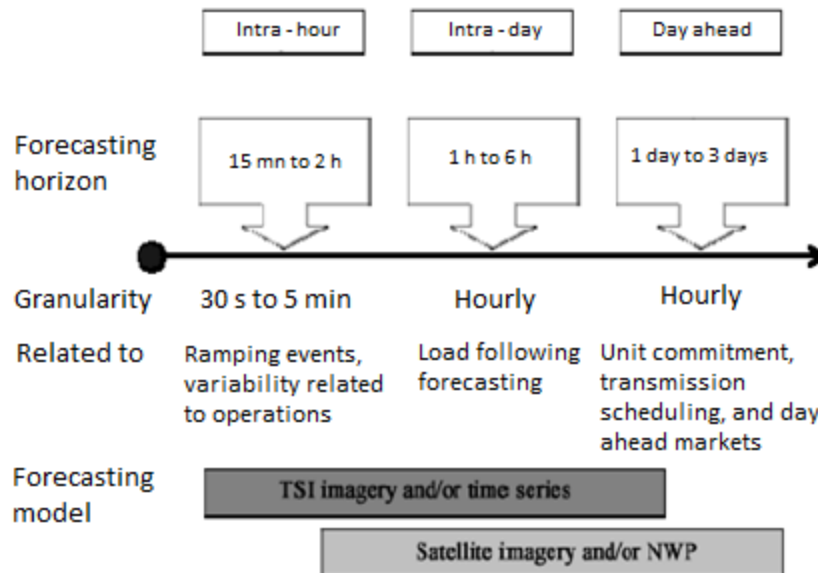 Intra - hour
Intra - day
Day ahead
Forecasting
horizon
15 mn to 2 h
1 h to 6 h
1 day to 3 days
Granularity
30 s to 5 min
Hourly
Hourly
Related to
Ramping events,
variability related
to operations
Load following
forecasting
Unit commitment,
transmission
scheduling, and day
ahead markets
Forecasting
model
TSI imagery and/or time series
Satellite imagery and/or NWP